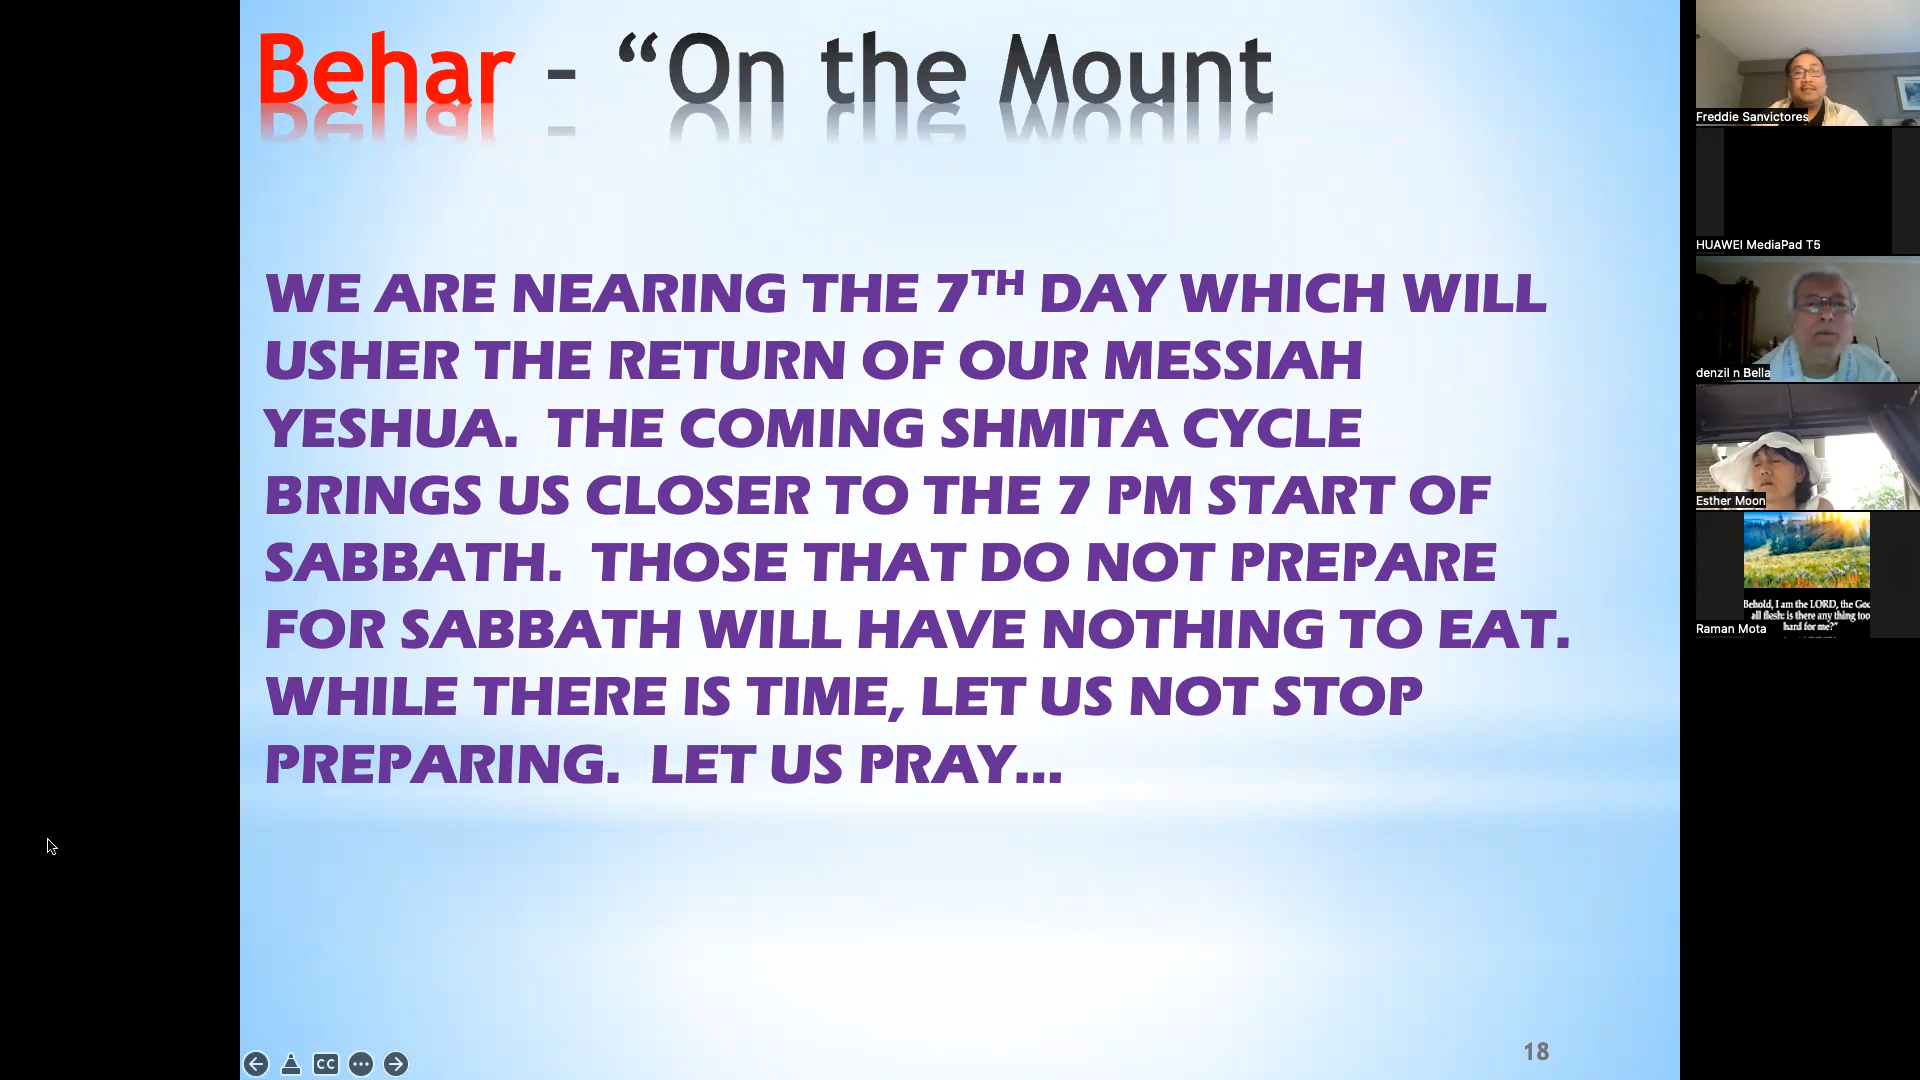 Behar - “On the Mount
WE ARE NEARING THE 7TH DAY WHICH WILL
USHER THE RETURN OF OUR MESSIAH
YESHUA.  THE COMING SHMITA CYCLE
BRINGS US CLOSER TO THE 7 PM START OF
SABBATH.  THOSE THAT DO NOT PREPARE
FOR SABBATH WILL HAVE NOTHING TO EAT.
WHILE THERE IS TIME, LET US NOT STOP
PREPARING.  LET US PRAY...
18
CC
Freddie Sanvictores
HUAWEI MediaPad T5
denzil n Bella
Esther Moon
Behold, I am the LORD, the God
all flesh: is there any thing too
hard for me?"
Raman Mota